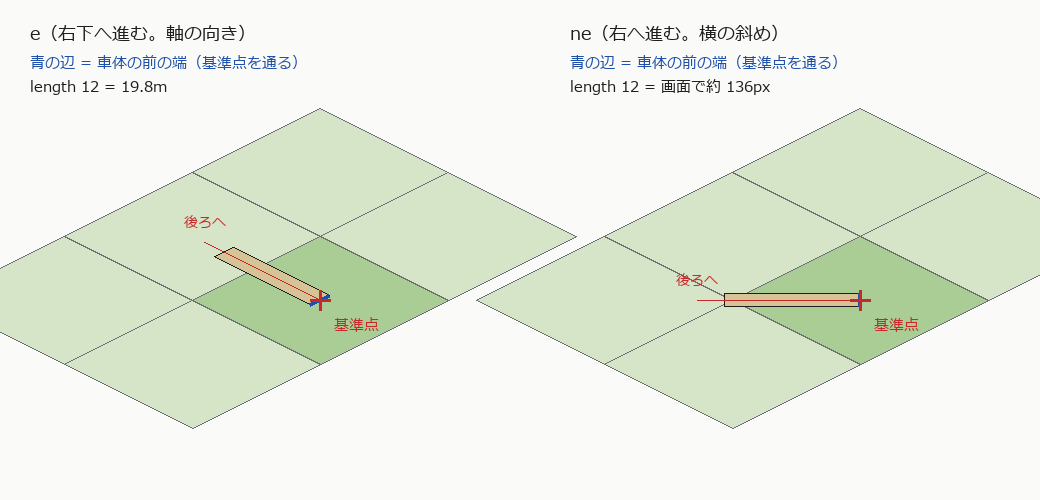 e（右下へ進む。軸の向き）
青の辺 = 車体の前の端（基準点を通る）
length 12 = 19.8m
後ろへ
基準点
ne（右へ進む。横の斜め）
青の辺 = 車体の前の端（基準点を通る）
length 12 = 画面で約 136px
後ろへ
基準点